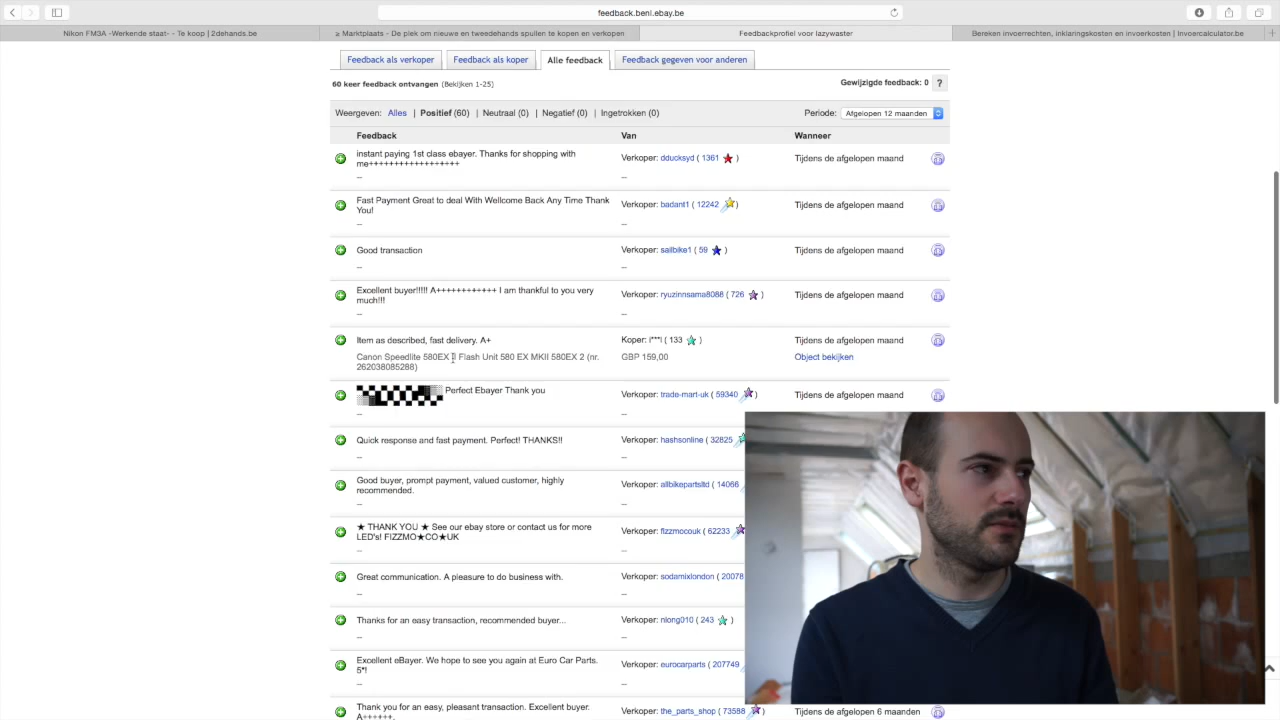 feedback.benl.ebay.be
Nikon FM3A -Werkende staat- - Te koop | 2dehands.be
≥ Marktplaats - De plek om nieuwe en tweedehands spullen te kopen en verkopen
Feedbackprofiel voor lazywaster
Bereken invoerrechten, inklaringskosten en invoerkosten | Invoercalculator.be
Feedback als verkoper
Feedback als koper
Alle feedback
Feedback gegeven voor anderen
60 keer feedback ontvangen (Bekijken 1-25)
Gewijzigde feedback: 0 ?
Weergeven: Alles | Positief (60) | Neutraal (0) | Negatief (0) | Ingetrokken (0)
Periode: Afgelopen 12 maanden
Feedback Van Wanneer
instant paying 1st class ebayer. Thanks for shopping with
me++++++++++++++++++
Verkoper: dducksyd ( 1361 ★ )
Tijdens de afgelopen maand
--
--
Fast Payment Great to deal With Wellcome Back Any Time Thank
You!
Verkoper: badant1 ( 12242 )
Tijdens de afgelopen maand
--
--
Good transaction
Verkoper: sailbike1 ( 59 ★ )
Tijdens de afgelopen maand
--
--
Excellent buyer!!!!! A++++++++++++ I am thankful to you very
much!!!
Verkoper: ryuzinnsama8088 ( 726 ★ )
Tijdens de afgelopen maand
--
--
Item as described, fast delivery. A+
Koper: i***i ( 133 ★ )
Tijdens de afgelopen maand
Canon Speedlite 580EX II Flash Unit 580 EX MKII 580EX 2 (nr.
262038085288)
GBP 159,00
Object bekijken
Perfect Ebayer Thank you
Verkoper: trade-mart-uk ( 59340 )
Tijdens de afgelopen maand
--
--
Quick response and fast payment. Perfect! THANKS!!
Verkoper: hashsonline ( 32825
--
--
Good buyer, prompt payment, valued customer, highly
recommended.
Verkoper: allbikepartsltd ( 14066
--
--
★ THANK YOU ★ See our ebay store or contact us for more
LED's! FIZZMO★CO★UK
Verkoper: fizzmocouk ( 62233
--
--
Great communication. A pleasure to do business with.
Verkoper: sodamixlondon ( 20078
--
--
Thanks for an easy transaction, recommended buyer...
Verkoper: nlong010 ( 243 ★ )
--
--
Excellent eBayer. We hope to see you again at Euro Car Parts.
5*!
Verkoper: eurocarparts ( 207749
--
--
Thank you for an easy, pleasant transaction. Excellent buyer.
A++++++.
Verkoper: the_parts_shop ( 73588 )
Tijdens de afgelopen 6 maanden